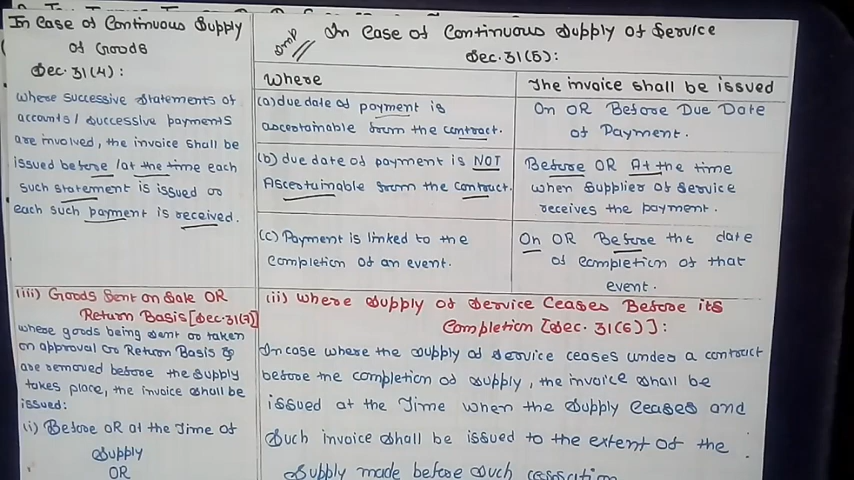 In Case of Continuous Supply
of Goods
Sec. 31(4):
where successive statements of
accounts / successive payments
are involved, the invoice shall be
issued before / at the time each
such statement is issued or
each such payment is received.
(iii) Goods Sent on Sale OR
Return Basis [Sec. 31(7)]
where goods being sent or taken
on approval or Return Basis &
are removed before the supply
takes place, the invoice shall be
issued:
(i) Before OR at the Time of
Supply
OR
Imp
In Case of Continuous Supply of Service
Sec. 31(5):
Where
The invoice shall be issued
(a) due date of payment is
ascertainable from the contract.
On OR Before Due Date
of Payment.
(b) due date of payment is NOT
Ascertainable from the contract.
Before OR At the time
when supplier of service
receives the payment.
(c) Payment is linked to the
completion of an event.
On OR Before the date
of completion of that
event.
(ii) Where Supply of Service Ceases Before its
Completion [Sec. 31(6)]:
In case where the supply of service ceases under a contract
before the completion of supply, the invoice shall be
issued at the Time when the Supply Ceases and
Such invoice shall be issued to the extent of the
Supply made before such cessation